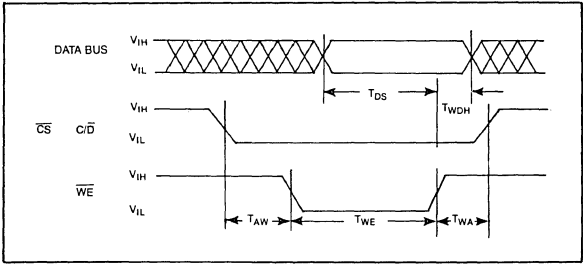 DATA BUS
VIH
VIL
TDS
TWDH
CS C/D
VIH
VIL
WE
VIH
VIL
TAW
TWE
TWA